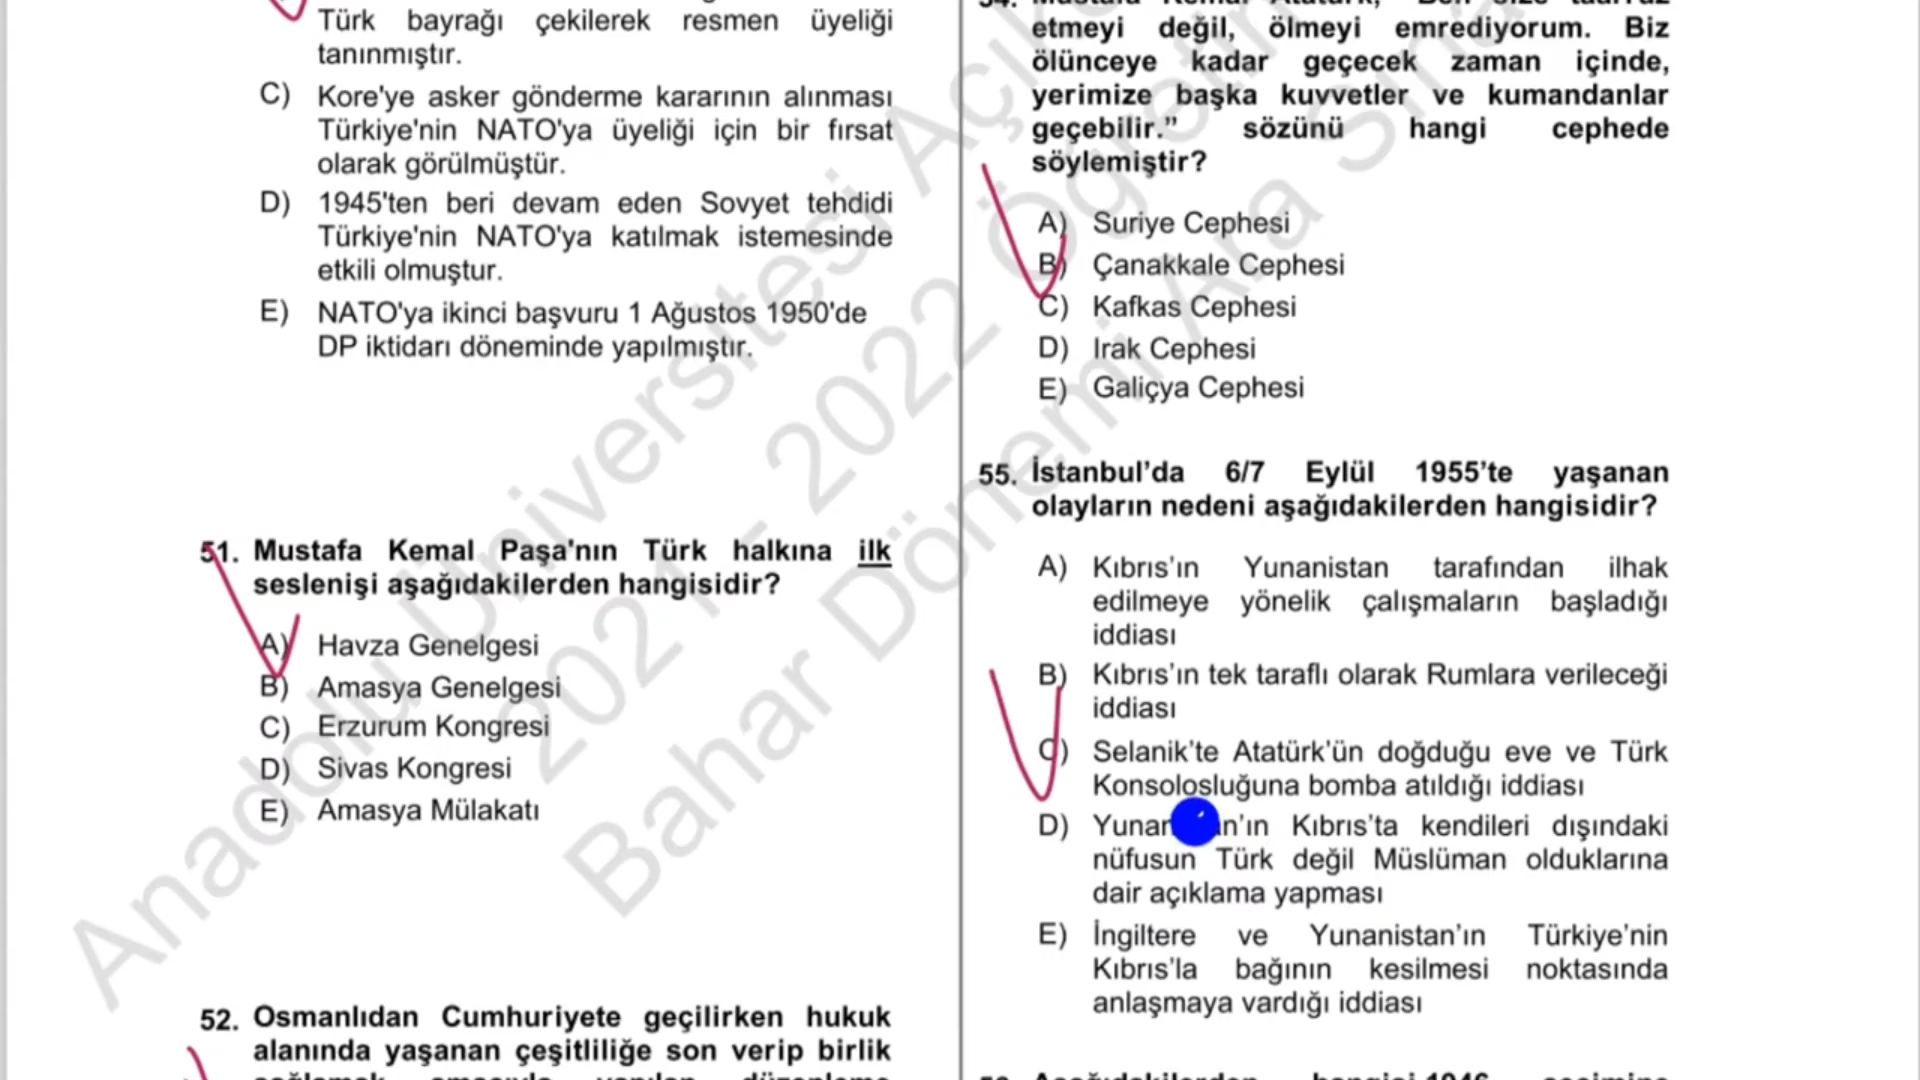 Türk bayrağı çekilerek resmen üyeliği
tanınmıştır.
C) Kore'ye asker gönderme kararının alınması
Türkiye'nin NATO'ya üyeliği için bir fırsat
olarak görülmüştür.
D) 1945'ten beri devam eden Sovyet tehdidi
Türkiye'nin NATO'ya katılmak istemesinde
etkili olmuştur.
E) NATO'ya ikinci başvuru 1 Ağustos 1950'de
DP iktidarı döneminde yapılmıştır.
51. Mustafa Kemal Paşa'nın Türk halkına ilk
seslenişi aşağıdakilerden hangisidir?
A) Havza Genelgesi
B) Amasya Genelgesi
C) Erzurum Kongresi
D) Sivas Kongresi
E) Amasya Mülakatı
52. Osmanlıdan Cumhuriyete geçilirken hukuk
alanında yaşanan çeşitliliğe son verip birlik
etmeyi değil, ölmeyi emrediyorum. Biz
ölünceye kadar geçecek zaman içinde,
yerimize başka kuvvetler ve kumandanlar
geçebilir.” sözünü hangi cephede
söylemiştir?
A) Suriye Cephesi
B) Çanakkale Cephesi
C) Kafkas Cephesi
D) Irak Cephesi
E) Galiçya Cephesi
55. İstanbul’da 6/7 Eylül 1955’te yaşanan
olayların nedeni aşağıdakilerden hangisidir?
A) Kıbrıs’ın Yunanistan tarafından ilhak
edilmeye yönelik çalışmaların başladığı
iddiası
B) Kıbrıs’ın tek taraflı olarak Rumlara verileceği
iddiası
C) Selanik’te Atatürk’ün doğduğu eve ve Türk
Konsolosluğuna bomba atıldığı iddiası
D) Kıbrıs’ta kendileri dışındaki
nüfusun Türk değil Müslüman olduklarına
dair açıklama yapması
E) İngiltere ve Yunanistan’ın Türkiye’nin
Kıbrıs’la bağının kesilmesi noktasında
anlaşmaya vardığı iddiası
Anadolu Üniversitesi
2021 - 2022
Bahar Dönemi Ara